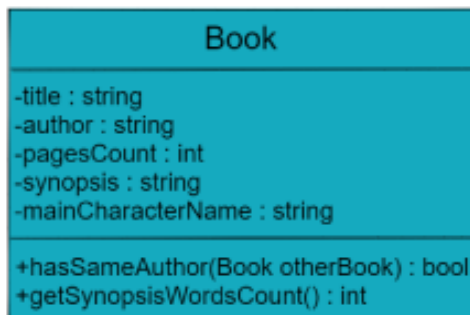 Book
-title : string
-author : string
-pagesCount : int
-synopsis : string
-mainCharacterName : string
+hasSameAuthor(Book otherBook) : bool
+getSynopsisWordsCount() : int